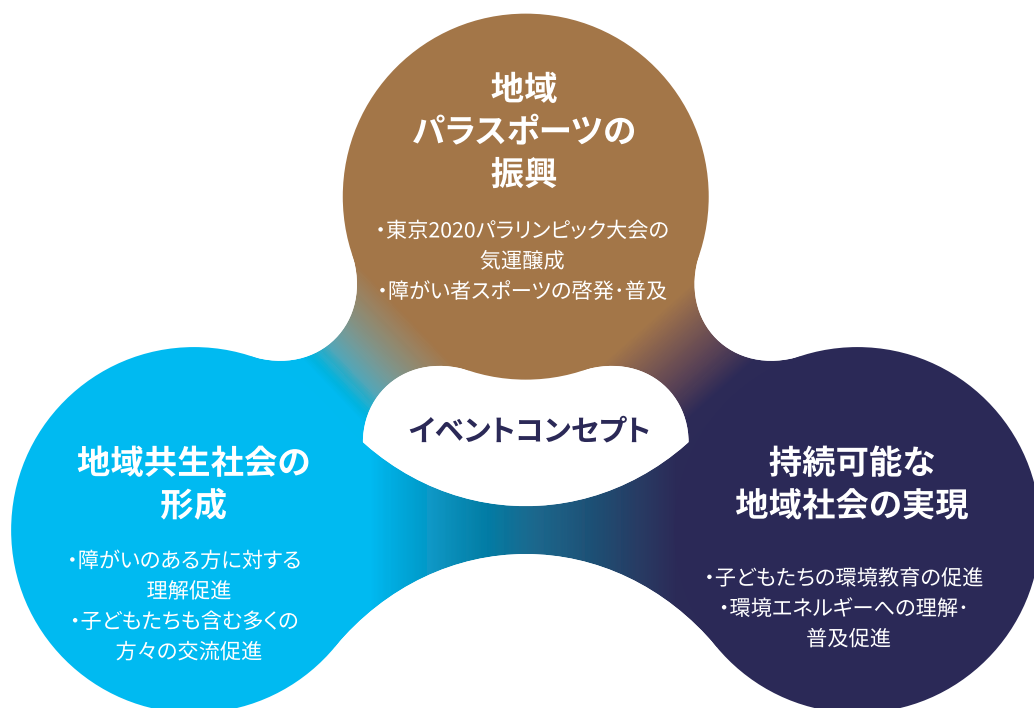 地域
パラスポーツの
振興
・東京2020パラリンピック大会の
気運醸成
・障がい者スポーツの啓発・普及
イベントコンセプト
地域共生社会の
形成
・障がいのある方に対する
理解促進
・子どもたちも含む多くの
方々の交流促進
持続可能な
地域社会の実現
・子どもたちの環境教育の促進
・環境エネルギーへの理解・
普及促進